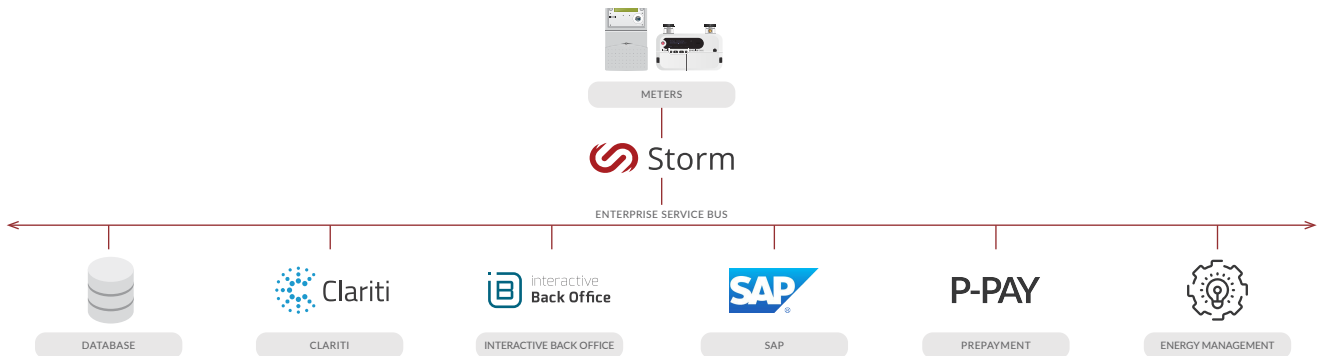 METERS
Storm
ENTERPRISE SERVICE BUS
Clariti
interactive
Back Office
SAP
®
P-PAY
DATABASE
CLARITI
INTERACTIVE BACK OFFICE
SAP
PREPAYMENT
ENERGY MANAGEMENT